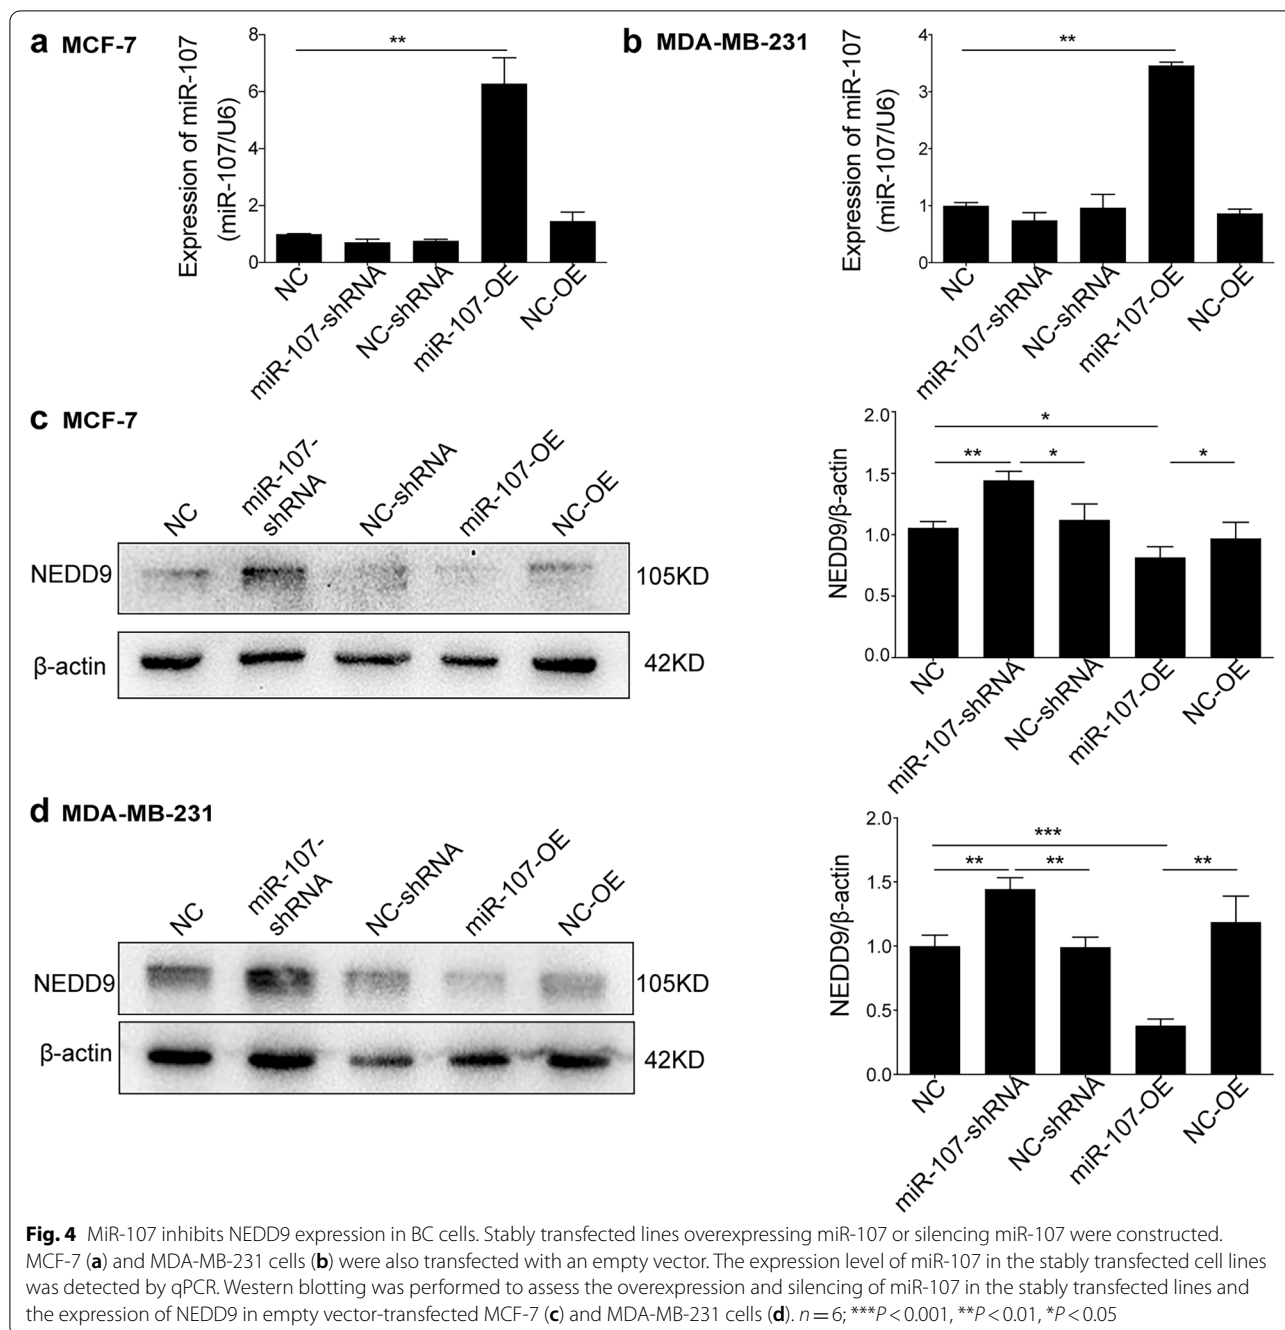 a MCF-7
Expression of miR-107
(miR-107/U6)
8
6
4
2
0
**
NC
miR-107-shRNA
NC-shRNA
miR-107-OE
NC-OE
b MDA-MB-231
Expression of miR-107
(miR-107/U6)
4
3
2
1
0
**
NC
miR-107-shRNA
NC-shRNA
miR-107-OE
NC-OE
c MCF-7
NC
miR-107-
shRNA
NC-shRNA
miR-107-OE
NC-OE
NEDD9
105KD
β-actin
42KD
NEDD9/β-actin
2.0
1.5
1.0
0.5
0.0
*
** * *
NC
miR-107-shRNA
NC-shRNA
miR-107-OE
NC-OE
d MDA-MB-231
NC
miR-107-
shRNA
NC-shRNA
miR-107-OE
NC-OE
NEDD9
105KD
β-actin
42KD
NEDD9/β-actin
2.0
1.5
1.0
0.5
0.0
***
** ** **
NC
miR-107-shRNA
NC-shRNA
miR-107-OE
NC-OE
Fig. 4 MiR-107 inhibits NEDD9 expression in BC cells. Stably transfected lines overexpressing miR-107 or silencing miR-107 were constructed.
MCF-7 (a) and MDA-MB-231 cells (b) were also transfected with an empty vector. The expression level of miR-107 in the stably transfected cell lines
was detected by qPCR. Western blotting was performed to assess the overexpression and silencing of miR-107 in the stably transfected lines and
the expression of NEDD9 in empty vector-transfected MCF-7 (c) and MDA-MB-231 cells (d). n = 6; ***P < 0.001, **P < 0.01, *P < 0.05